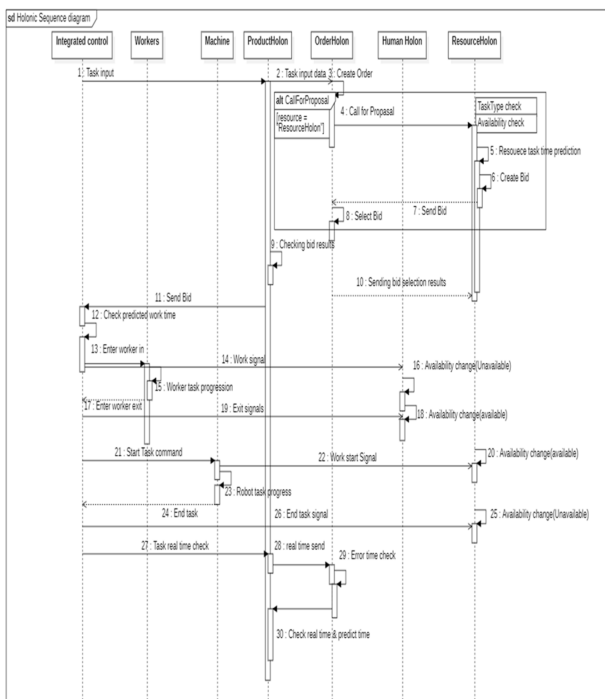 sd Holonic Sequence diagram
Integrated control
Workers
Machine
ProductHolon
OrderHolon
Human Holon
ResourceHolon
1 : Task input
2 : Task input data
3 : Create Order
alt CallForProposal
[resource =
"ResourceHolon"]
4 : Call for Propasal
TaskType check
Availability check
5 : Resouece task time prediction
6 : Create Bid
7 : Send Bid
8 : Select Bid
9 : Checking bid results
10 : Sending bid selection results
11 : Send Bid
12 : Check predicted work time
13 : Enter worker in
14 : Work signal
16 : Availability change(Unavailable)
15 : Worker task progression
17 : Enter worker exit
19 : Exit signals
18 : Availability change(available)
21 : Start Task command
22 : Work start Signal
20 : Availability change(available)
23 : Robot task progress
24 : End task
26 : End task signal
25 : Availability change(Unavailable)
27 : Task real time check
28 : real time send
29 : Error time check
30 : Check real time & predict time